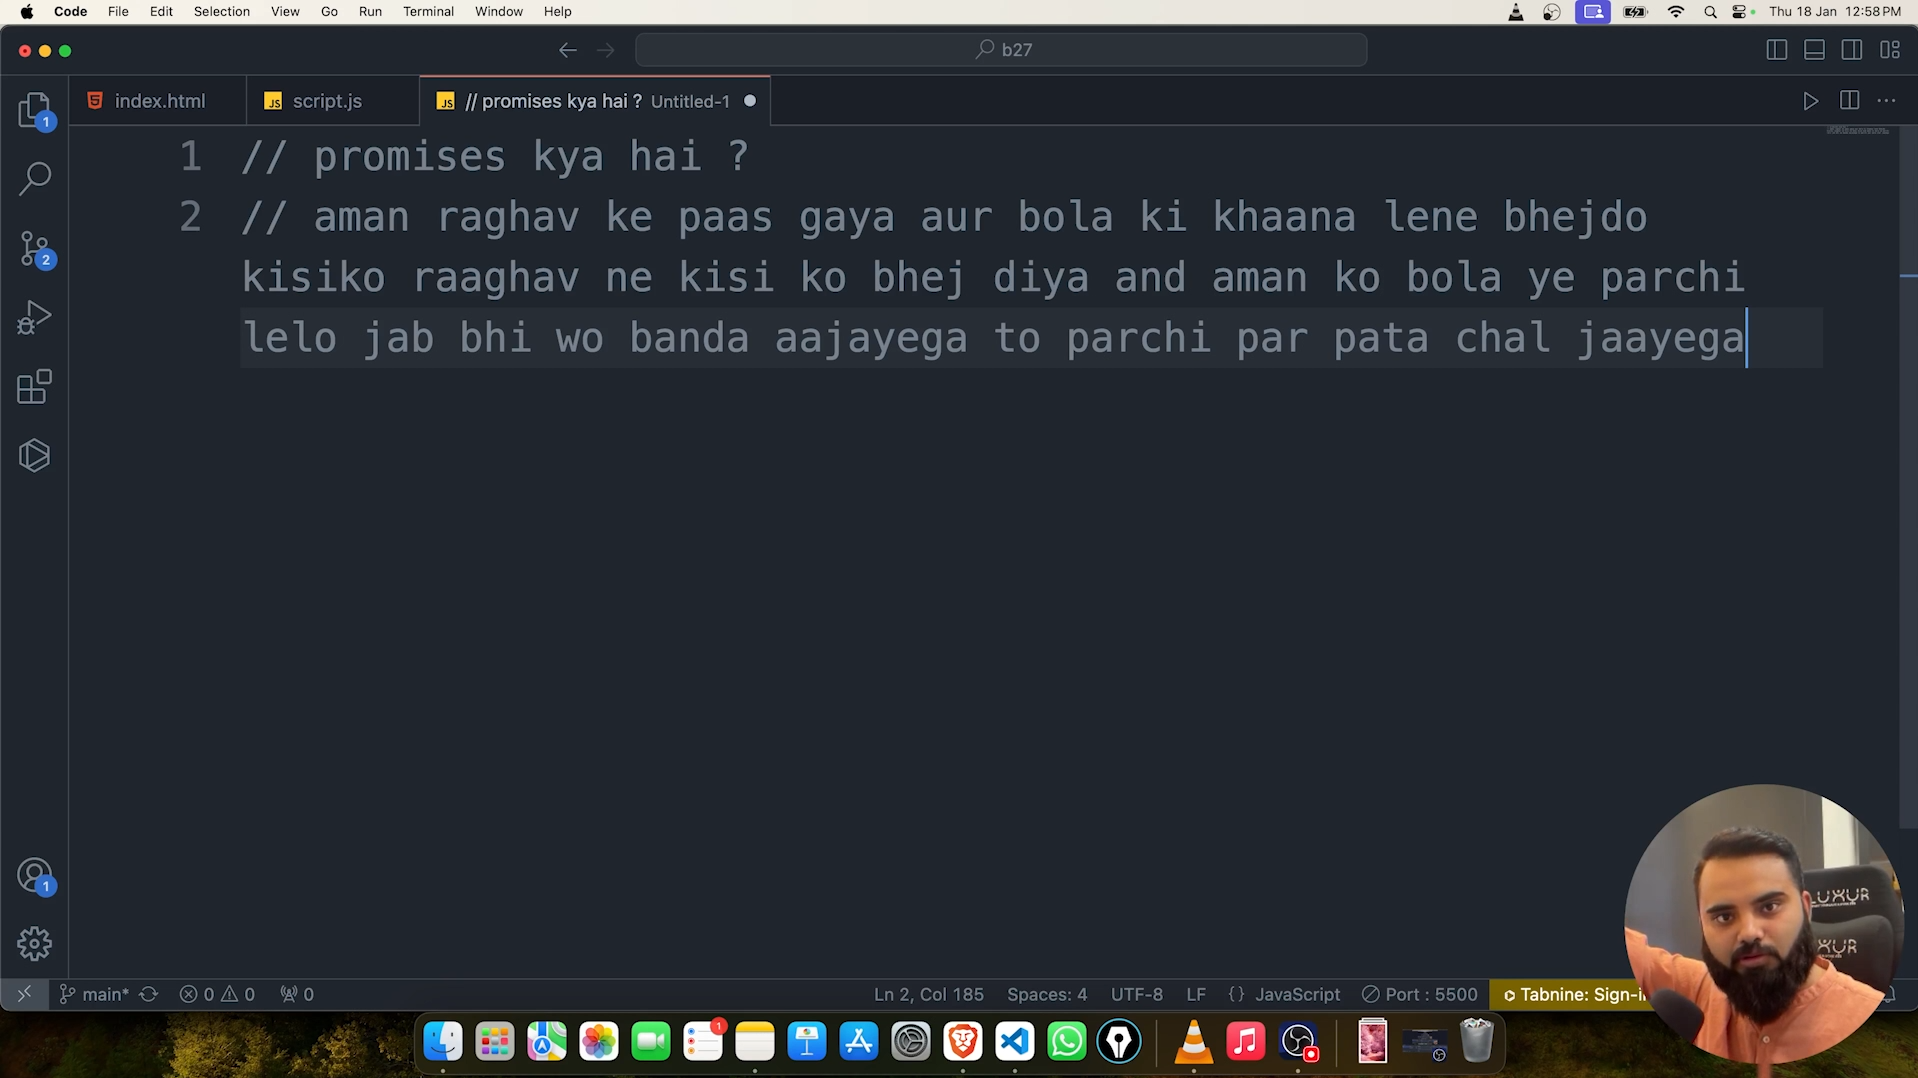 Code File Edit Selection View Go Run Terminal Window Help Thu 18 Jan 12:58 PM
b27
index.html script.js // promises kya hai ? Untitled-1
1 // promises kya hai ?
2 // aman raghav ke paas gaya aur bola ki khaana lene bhejdo
kisiko raaghav ne kisi ko bhej diya and aman ko bola ye parchi
lelo jab bhi wo banda aajayega to parchi par pata chal jaayega
1
2
1
LUXUR
main* 0 0 0 Ln 2, Col 185 Spaces: 4 UTF-8 LF {} JavaScript Port : 5500 Tabnine: Sign-i
1